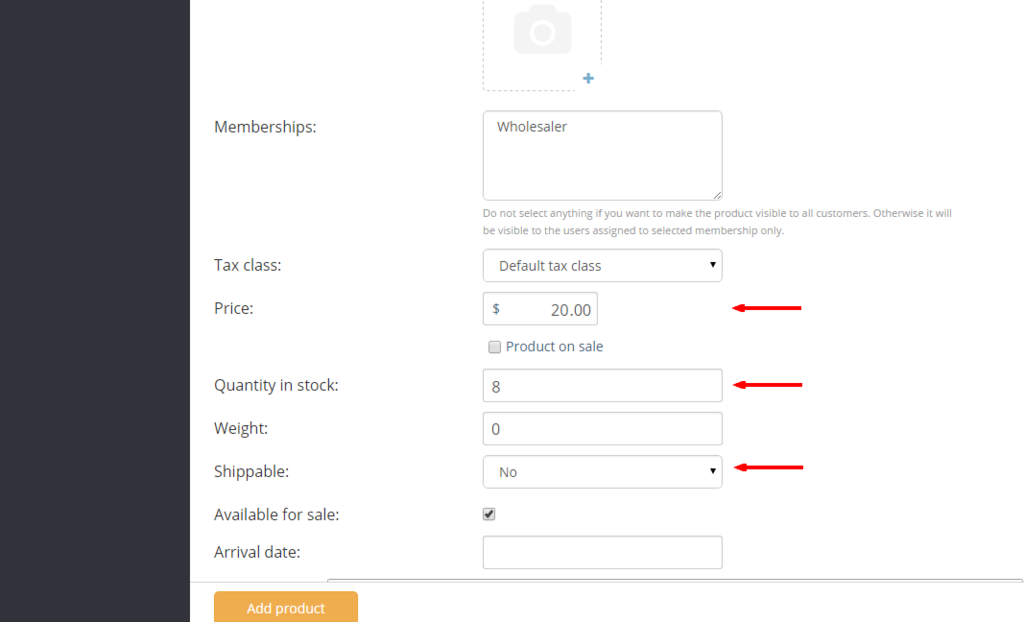 Memberships:
Wholesaler
Do not select anything if you want to make the product visible to all customers. Otherwise it will
be visible to the users assigned to selected membership only.
Tax class:
Default tax class
Price:
$ 20.00
Product on sale
Quantity in stock:
8
Weight:
0
Shippable:
No
Available for sale:
Arrival date:
Add product